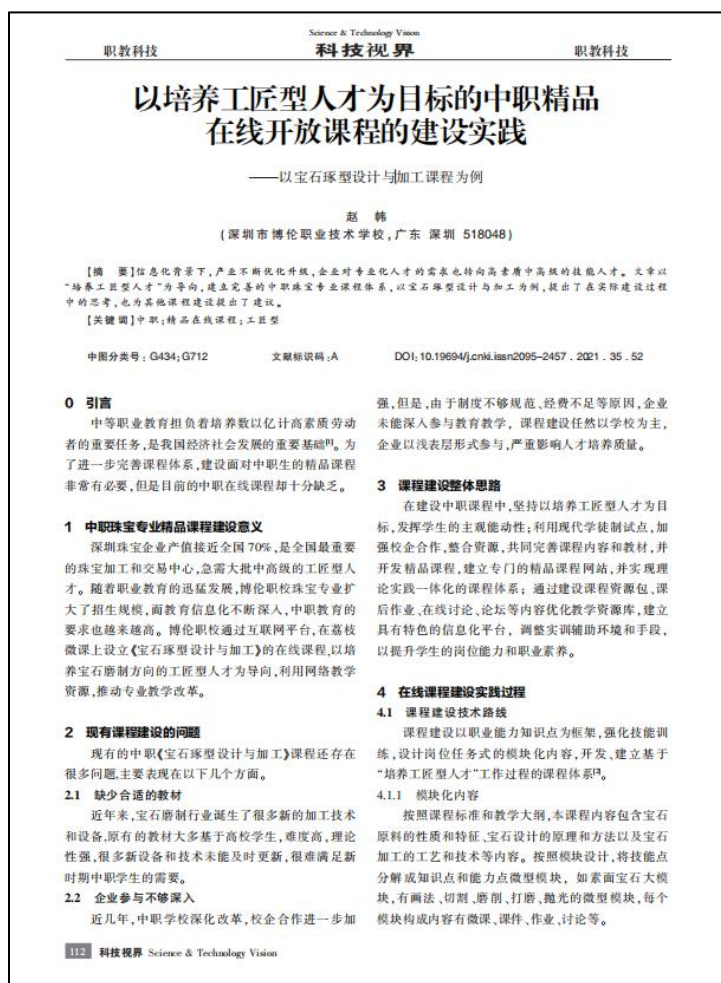 Science & Technology Vision
职教科技
科技视界
职教科技
以培养工匠型人才为目标的中职精品
在线开放课程的建设实践
——以宝石琢型设计与加工课程为例
赵 韩
(深圳市博伦职业技术学校,广东 深圳 518048)
【摘 要】信息化背景下,产业不断优化升级,企业对专业化人才的需求也转向高素质中高级的技能人才。文章以
“培养工匠型人才”为导向,建立完善的中职珠宝专业课程体系,以宝石琢型设计与加工为例,提出了在实际建设过程
中的思考,也为其他课程建设提出了建议。
【关键词】中职;精品在线课程;工匠型
中图分类号:G434;G712
文献标识码:A
DOI:10.19694/j.cnki.issn2095-2457.2021.35.52
0 引言
中等职业教育担负着培养数以亿计高素质劳动
者的重要任务,是我国经济社会发展的重要基础[1]。为
了进一步完善课程体系,建设面对中职生的精品课程
非常有必要,但是目前的中职在线课程却十分缺乏。
1 中职珠宝专业精品课程建设意义
深圳珠宝企业产值接近全国 70%,是全国最重要
的珠宝加工和交易中心,急需大批中高级的工匠型人
才。随着职业教育的迅猛发展,博伦职校珠宝专业扩
大了招生规模,而教育信息化不断深入,中职教育的
要求也越来越高。博伦职校通过互联网平台,在荔枝
微课上设立《宝石琢型设计与加工》的在线课程,以培
养宝石磨制方向的工匠型人才为导向,利用网络教学
资源,推动专业教学改革。
2 现有课程建设的问题
现有的中职《宝石琢型设计与加工》课程还存在
很多问题,主要表现在以下几个方面。
2.1 缺少合适的教材
近年来,宝石磨制行业诞生了很多新的加工技术
和设备,原有的教材大多基于高校学生,难度高,理论
性强,很多新设备和技术未能及时更新,很难满足新
时期中职学生的需要。
2.2 企业参与不够深入
近几年,中职学校深化改革,校企合作进一步加
强,但是,由于制度不够规范、经费不足等原因,企业
未能深入参与教育教学,课程建设任然以学校为主,
企业以浅表层形式参与,严重影响人才培养质量。
3 课程建设整体思路
在建设中职课程中,坚持以培养工匠型人才为目
标,发挥学生的主观能动性;利用现代学徒制试点,加
强校企合作,整合资源,共同完善课程内容和教材,并
开发精品课程,建立专门的精品课程网站,并实现理
论实践一体化的课程体系;通过建设课程资源包、课
后作业、在线讨论、论坛等内容优化教学资源库,建立
具有特色的信息化平台,调整实训辅助环境和手段,
以提升学生的岗位能力和职业素养。
4 在线课程建设实践过程
4.1 课程建设技术路线
课程建设以职业能力知识点为框架,强化技能训
练,设计岗位任务式的模块化内容,开发、建立基于
“培养工匠型人才”工作过程的课程体系[2]。
4.1.1 模块化内容
按照课程标准和教学大纲,本课程内容包含宝石
原料的性质和特征、宝石设计的原理和方法以及宝石
加工的工艺和技术等内容。按照模块设计,将技能点
分解成知识点和能力点微型模块,如素面宝石大模
块,有画法、切割、磨削、打磨、抛光的微型模块,每个
模块构成内容有微课、课件、作业、讨论等。
112 科技视界 Science & Technology Vision